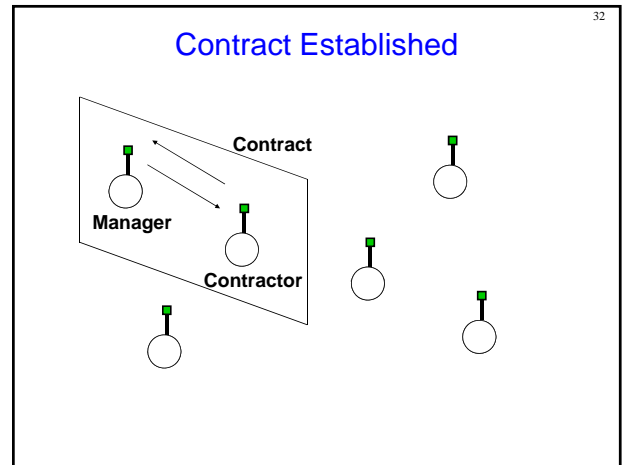 32
Contract Established
Contract
Manager
Contractor